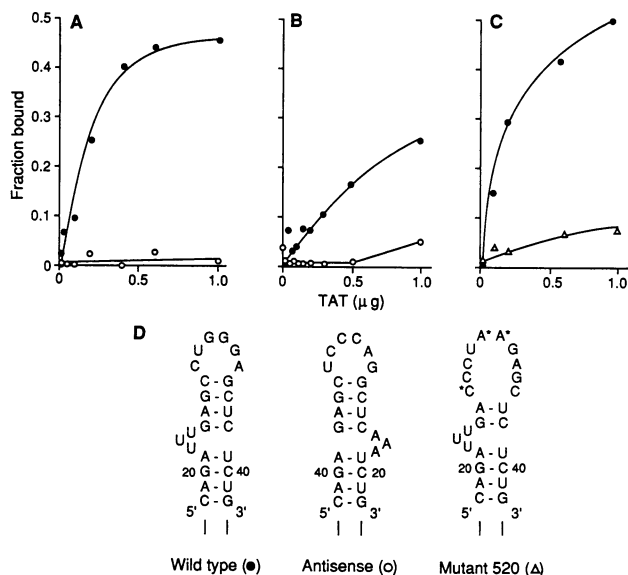 A
B
C
Fraction bound
0.5
0.4
0.3
0.2
0.1
0
0 0.5 1.0
0 0.5 1.0
0 0.5 1.0
TAT (μg)
D
G G
U G
C A
C - G
G - C
A - U
G - C
U U
U
A U
20 G - C 40
A - U
C - G
5' 3'
Wild type (●)
C C
C A
U G
C - G
G - C
A - U
G - C
A A
A
A U
40 G - C 20
A - U
C - G
5' 3'
Antisense (○)
A* A*
U G
C A
C G
*C C
A - U
G - C
U U
U
A U
20 G - C 40
A - U
C - G
5' 3'
Mutant 520 (△)